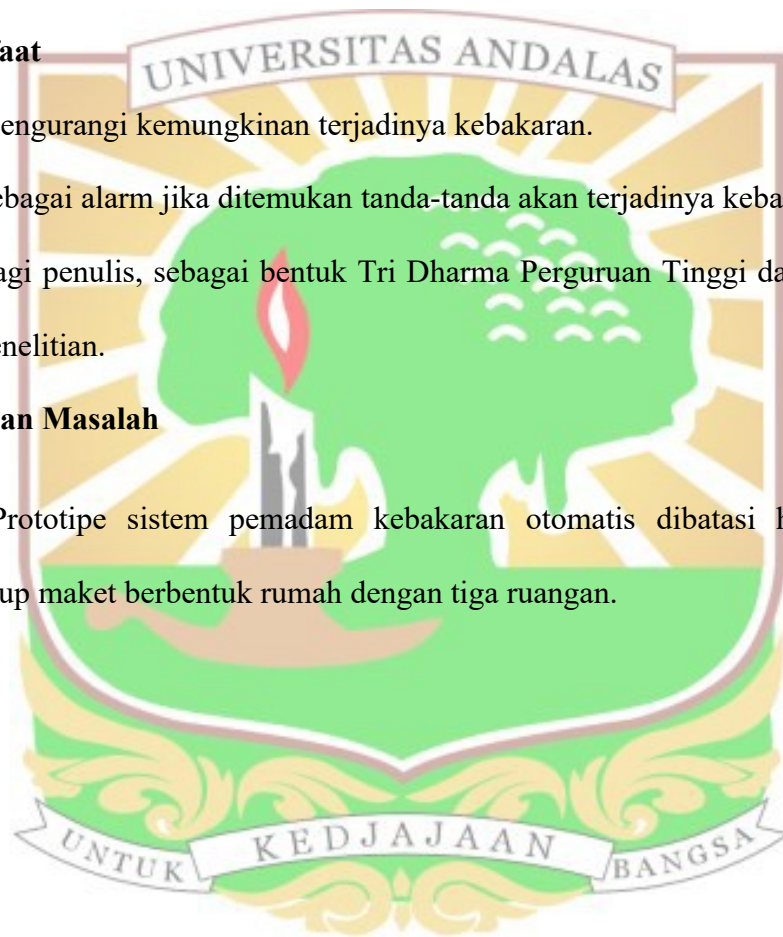 UNIVERSITAS ANDALAS
faat
engurangi kemungkinan terjadinya kebakaran.
ebagai alarm jika ditemukan tanda-tanda akan terjadinya keba
agi penulis, sebagai bentuk Tri Dharma Perguruan Tinggi da
enelitian.
an Masalah
Prototipe sistem pemadam kebakaran otomatis dibatasi h
up maket berbentuk rumah dengan tiga ruangan.
UNTUK KEDJAJAAN BANGSA